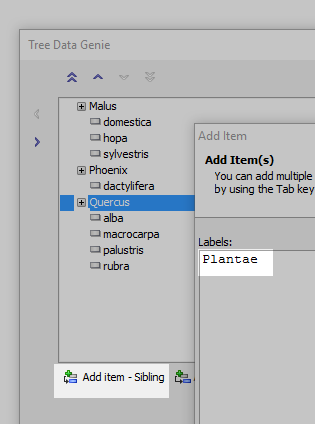 Tree Data Genie
Malus
domestica
hopa
sylvestris
Phoenix
dactylifera
Quercus
alba
macrocarpa
palustris
rubra
Add item - Sibling
Add Item
Add Item(s)
You can add multiple
by using the Tab key
Labels:
Plantae